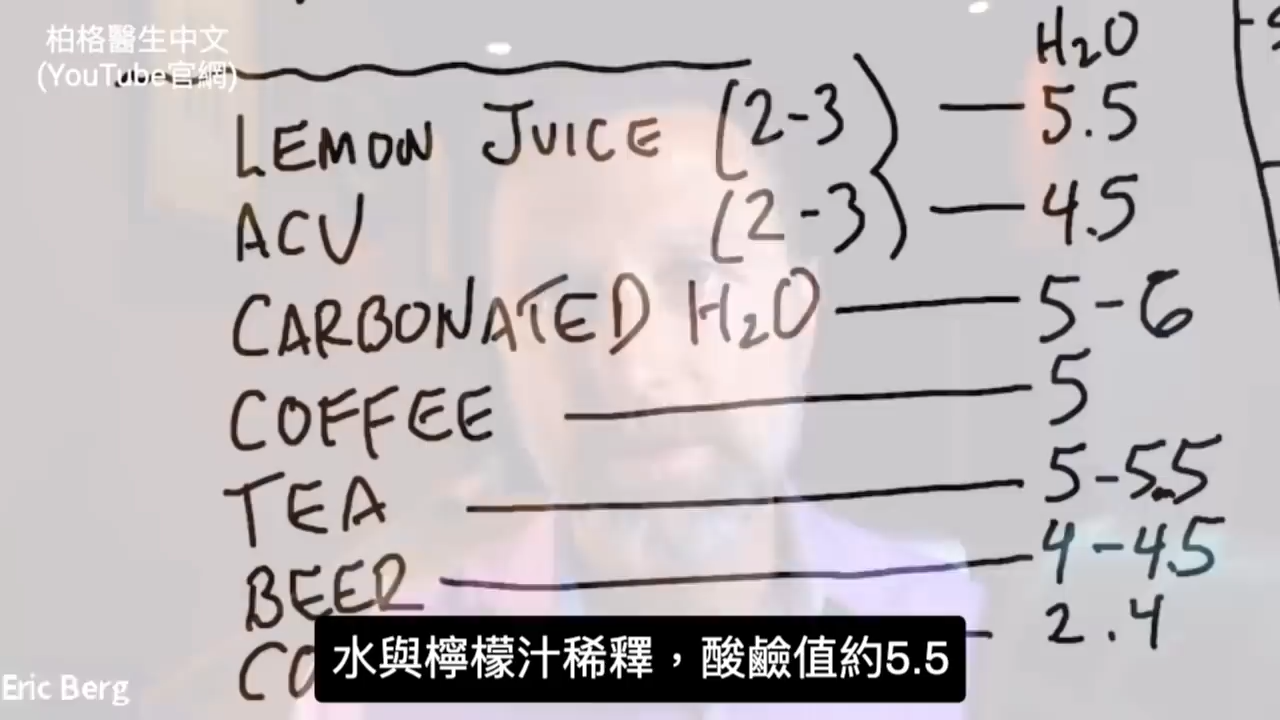 柏格醫生中文
(YouTube官網)
H₂O
LEMON JUICE (2-3) — 5.5
ACV (2-3) — 4.5
CARBONATED H₂O — 5-6
COFFEE — 5
TEA — 5-5.5
BEER — 4-4.5
CO — 2.4
水與檸檬汁稀釋，酸鹼值約5.5
Eric Berg